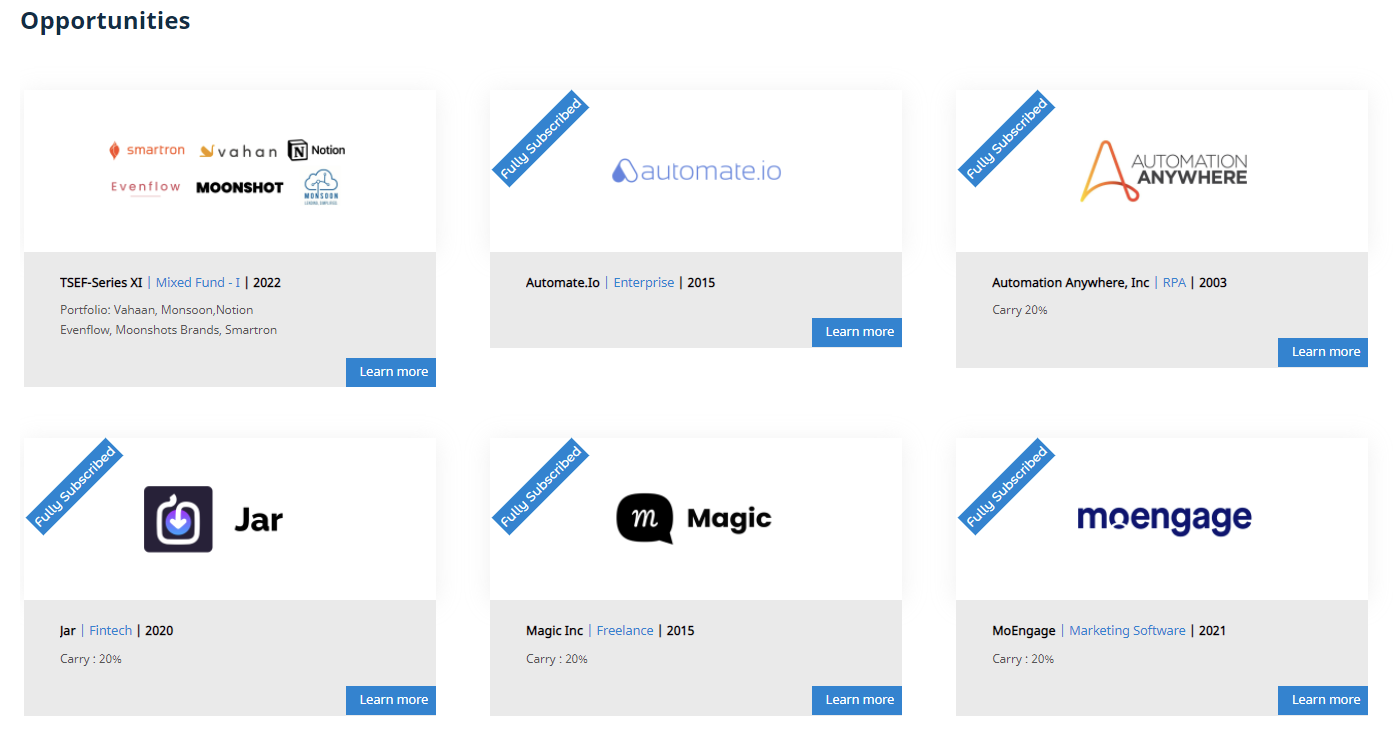 Opportunities
smartron vahan Notion
Evenflow MOONSHOT MONSOON
TSEF-Series XI | Mixed Fund - I | 2022
Portfolio: Vahaan, Monsoon,Notion
Evenflow, Moonshots Brands, Smartron
Learn more
Fully Subscribed
automate.io
Automate.Io | Enterprise | 2015
Learn more
Fully Subscribed
AUTOMATION
ANYWHERE
Automation Anywhere, Inc | RPA | 2003
Carry 20%
Learn more
Fully Subscribed
Jar
Jar | Fintech | 2020
Carry : 20%
Learn more
Fully Subscribed
m Magic
Magic Inc | Freelance | 2015
Carry : 20%
Learn more
Fully Subscribed
moengage
MoEngage | Marketing Software | 2021
Carry : 20%
Learn more